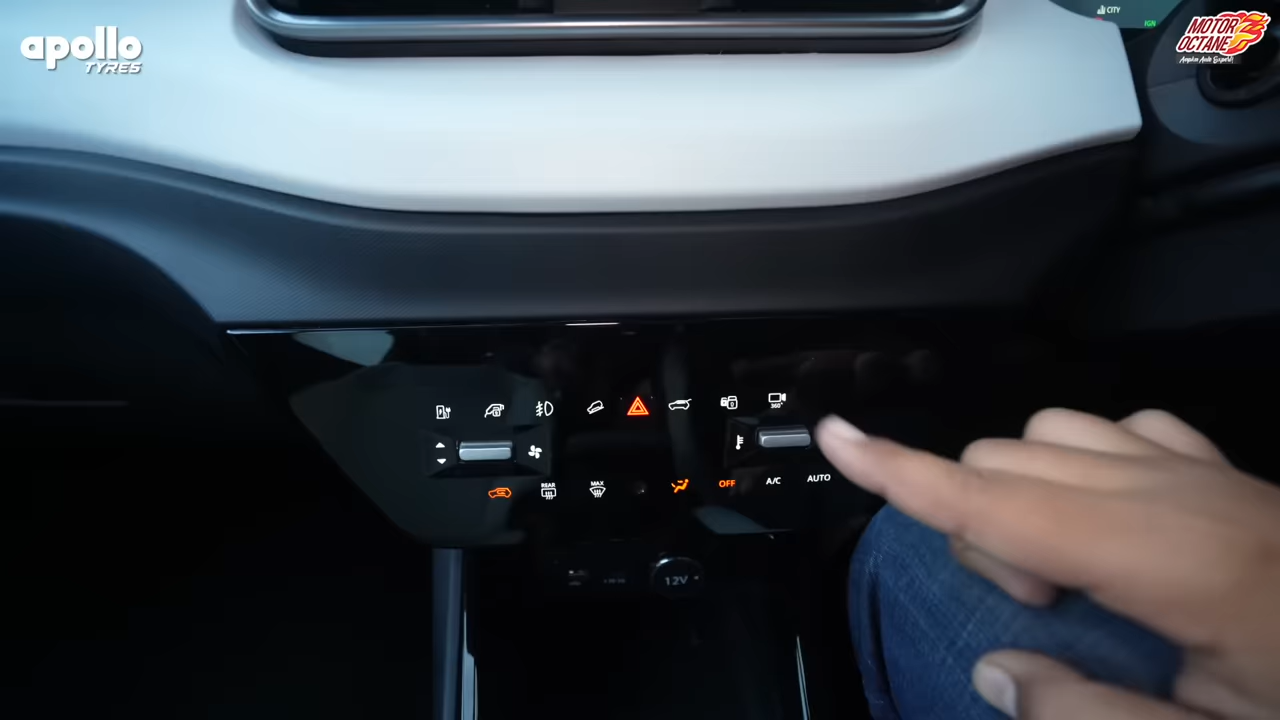 apollo
TYRES
CITY
IGN
MOTOR
OCTANE
360°
REAR
MAX
OFF
A/C
AUTO
12V